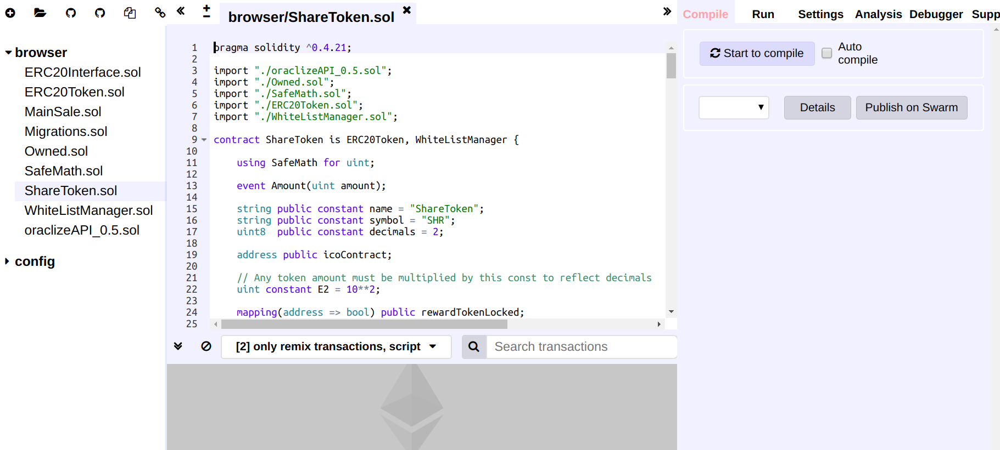 browser/ShareToken.sol
Compile
Run
Settings
Analysis
Debugger
Supp
browser
ERC20Interface.sol
ERC20Token.sol
MainSale.sol
Migrations.sol
Owned.sol
SafeMath.sol
ShareToken.sol
WhiteListManager.sol
oraclizeAPI_0.5.sol
config
1 pragma solidity ^0.4.21;
2
3 import "./oraclizeAPI_0.5.sol";
4 import "./Owned.sol";
5 import "./SafeMath.sol";
6 import "./ERC20Token.sol";
7 import "./WhiteListManager.sol";
8
9 contract ShareToken is ERC20Token, WhiteListManager {
10
11 using SafeMath for uint;
12
13 event Amount(uint amount);
14
15 string public constant name = "ShareToken";
16 string public constant symbol = "SHR";
17 uint8  public constant decimals = 2;
18
19 address public icoContract;
20
21 // Any token amount must be multiplied by this const to reflect decimals
22 uint constant E2 = 10**2;
23
24 mapping(address => bool) public rewardTokenLocked;
25
[2] only remix transactions, script
Search transactions
Start to compile
Auto
compile
Details
Publish on Swarm